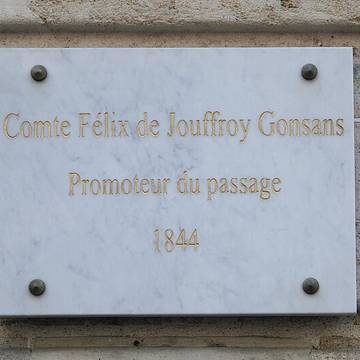 Comte Félix de Jouffroy Gonsans
Promoteur du passage
1844